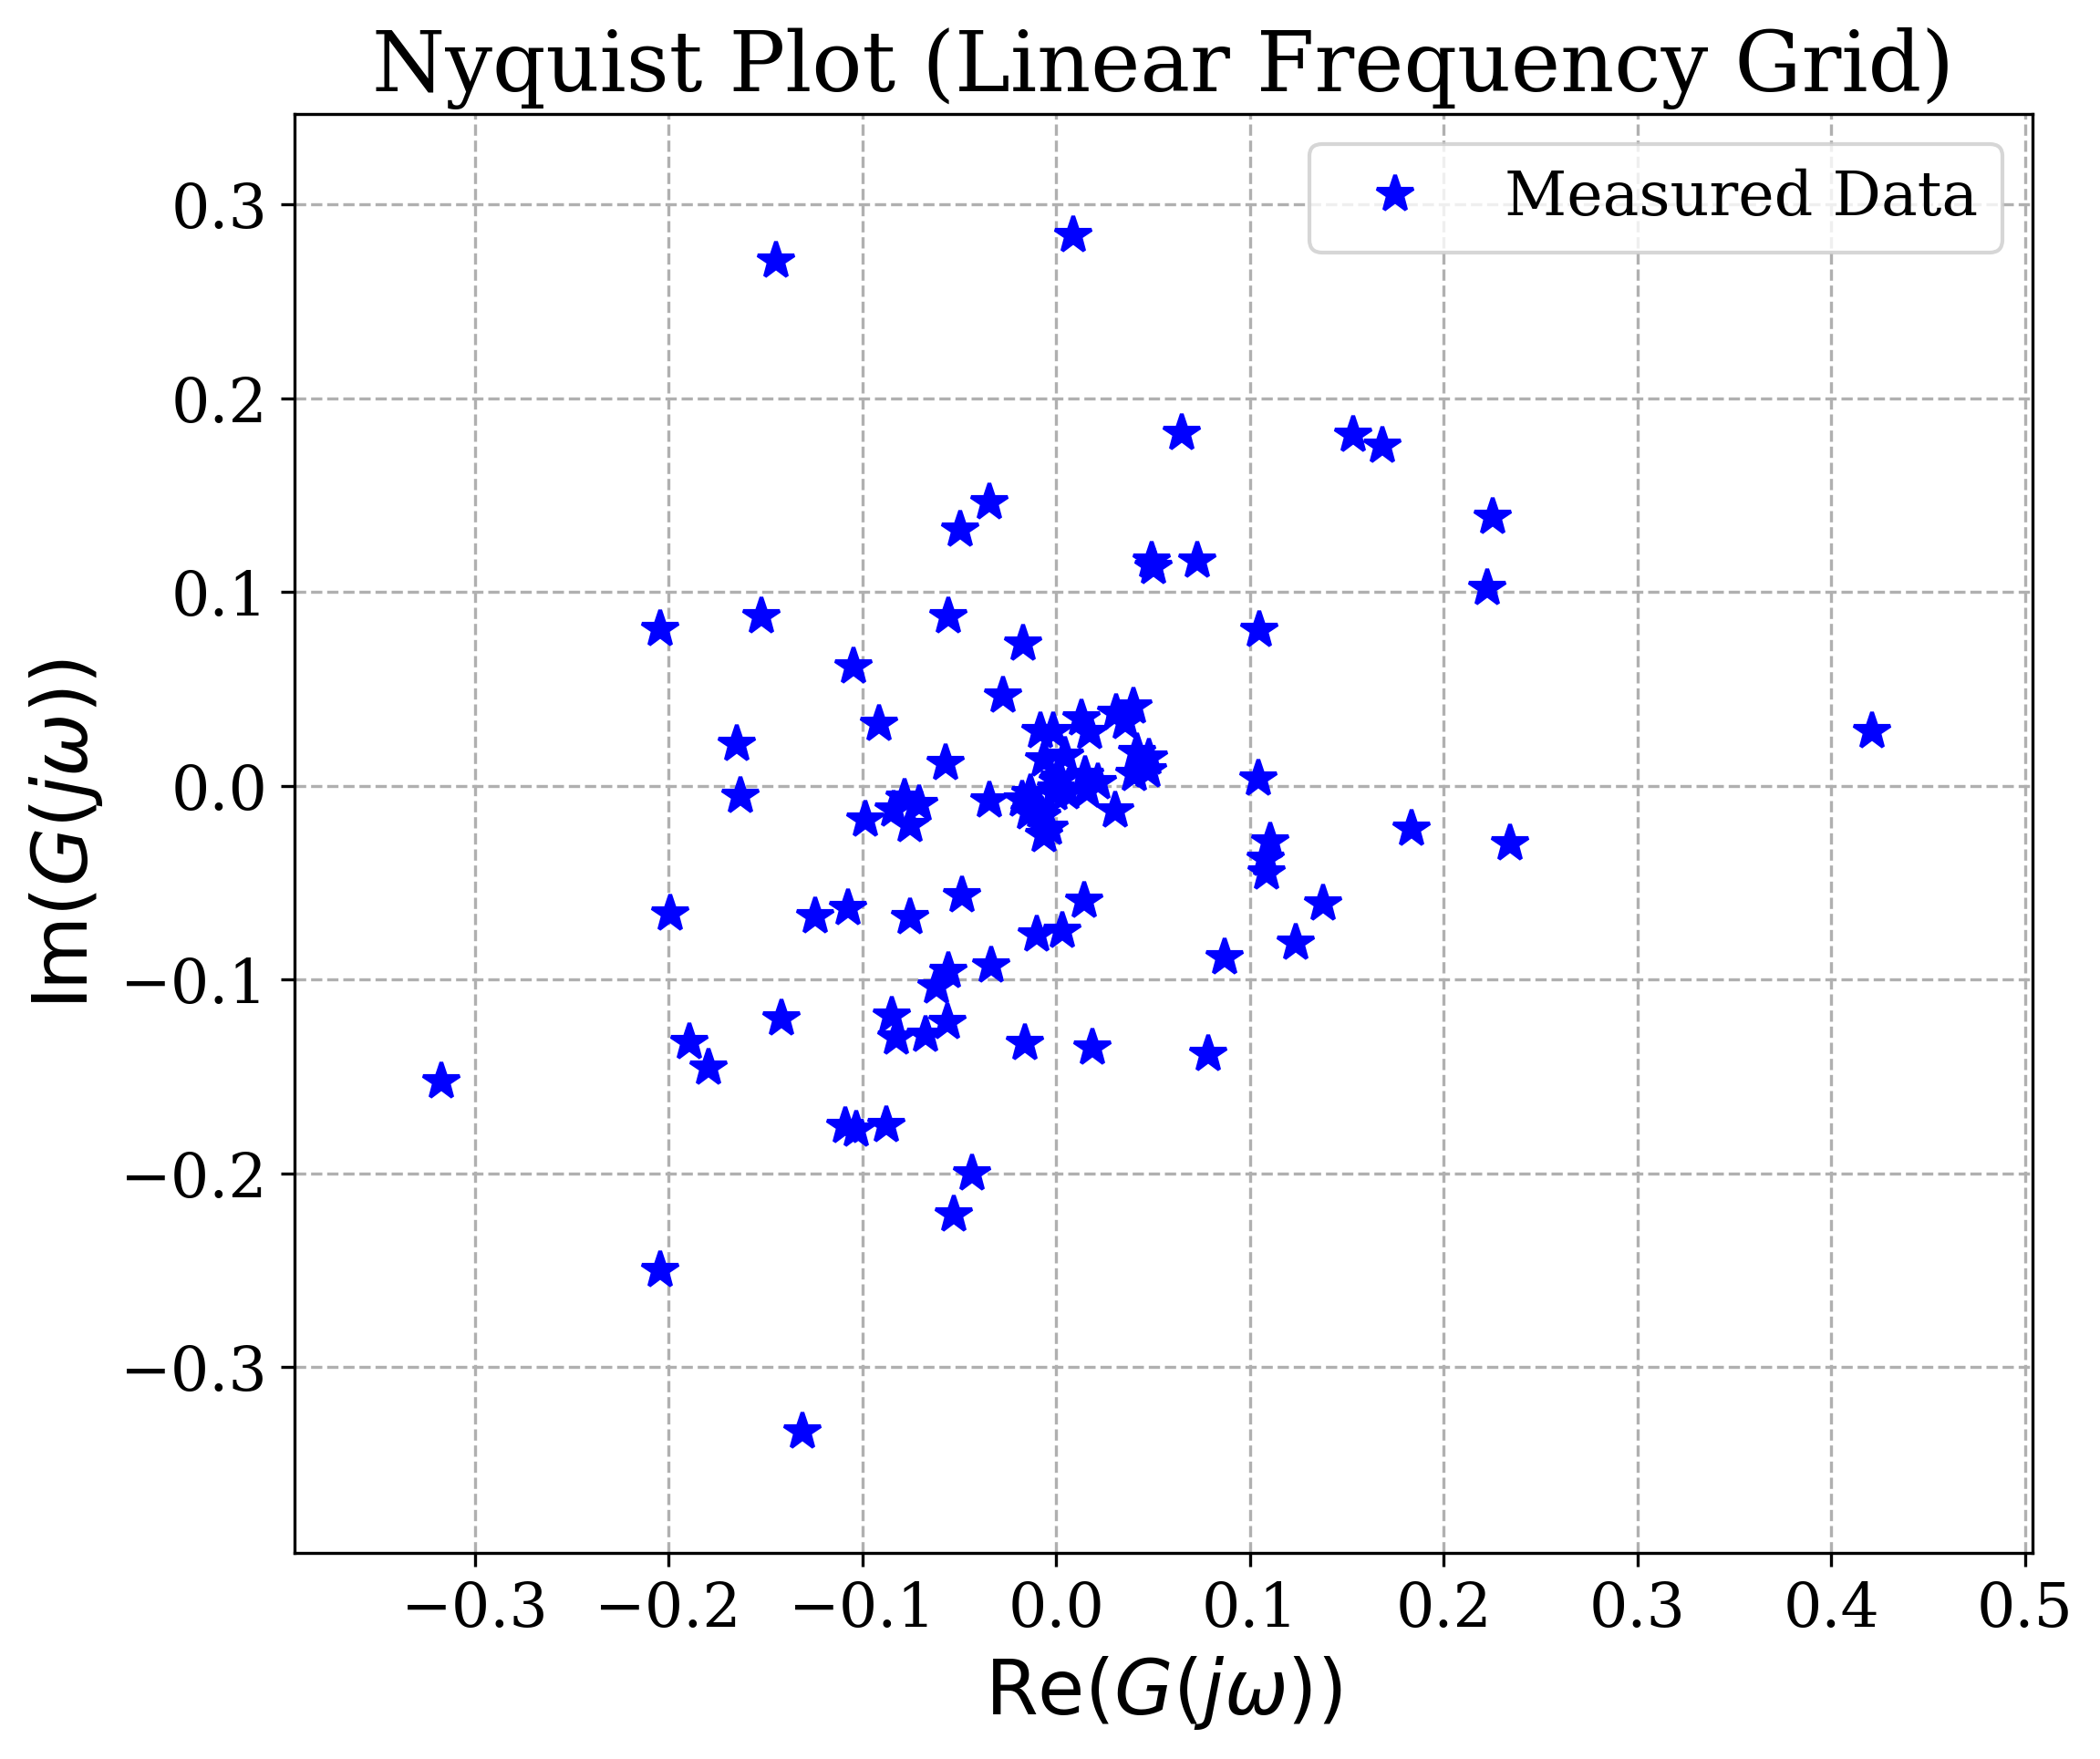 Nyquist Plot (Linear Frequency Grid)
Measured Data
Im(G(jω))
0.3
0.2
0.1
0.0
−0.1
−0.2
−0.3
−0.3 −0.2 −0.1 0.0 0.1 0.2 0.3 0.4 0.5
Re(G(jω))